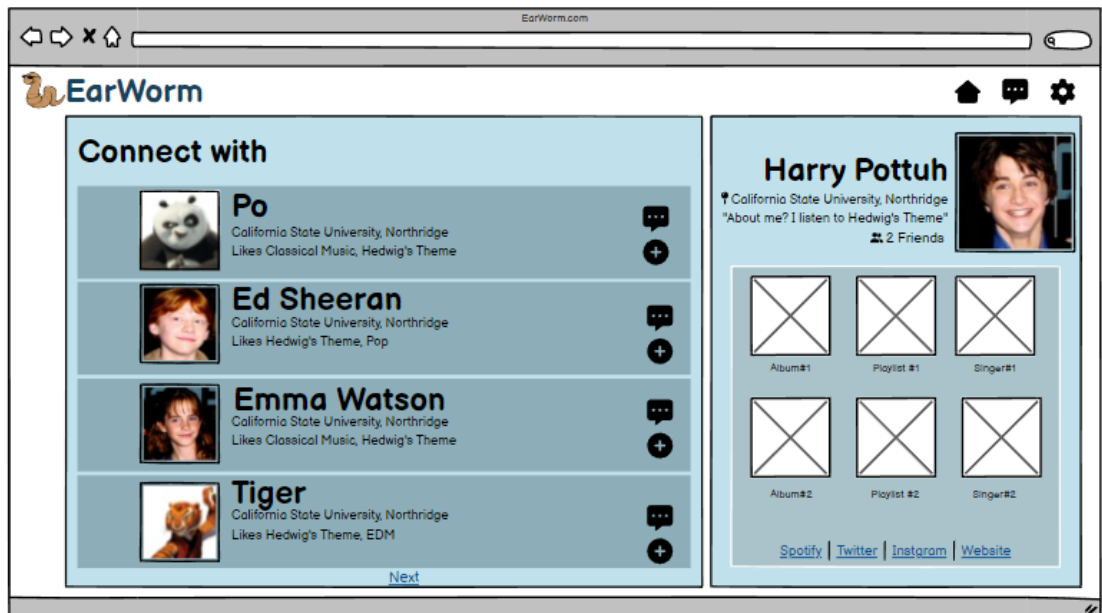 EarWorm.com
EarWorm
Connect with
Po
California State University, Northridge
Likes Classical Music, Hedwig's Theme
Ed Sheeran
California State University, Northridge
Likes Hedwig's Theme, Pop
Emma Watson
California State University, Northridge
Likes Classical Music, Hedwig's Theme
Tiger
California State University, Northridge
Likes Hedwig's Theme, EDM
Next
Harry Pottuh
California State University, Northridge
"About me? I listen to Hedwig's Theme"
2 Friends
Album#1 Playlist #1 Singer#1
Album#2 Playlist #2 Singer#2
Spotify | Twitter | Instgram | Website